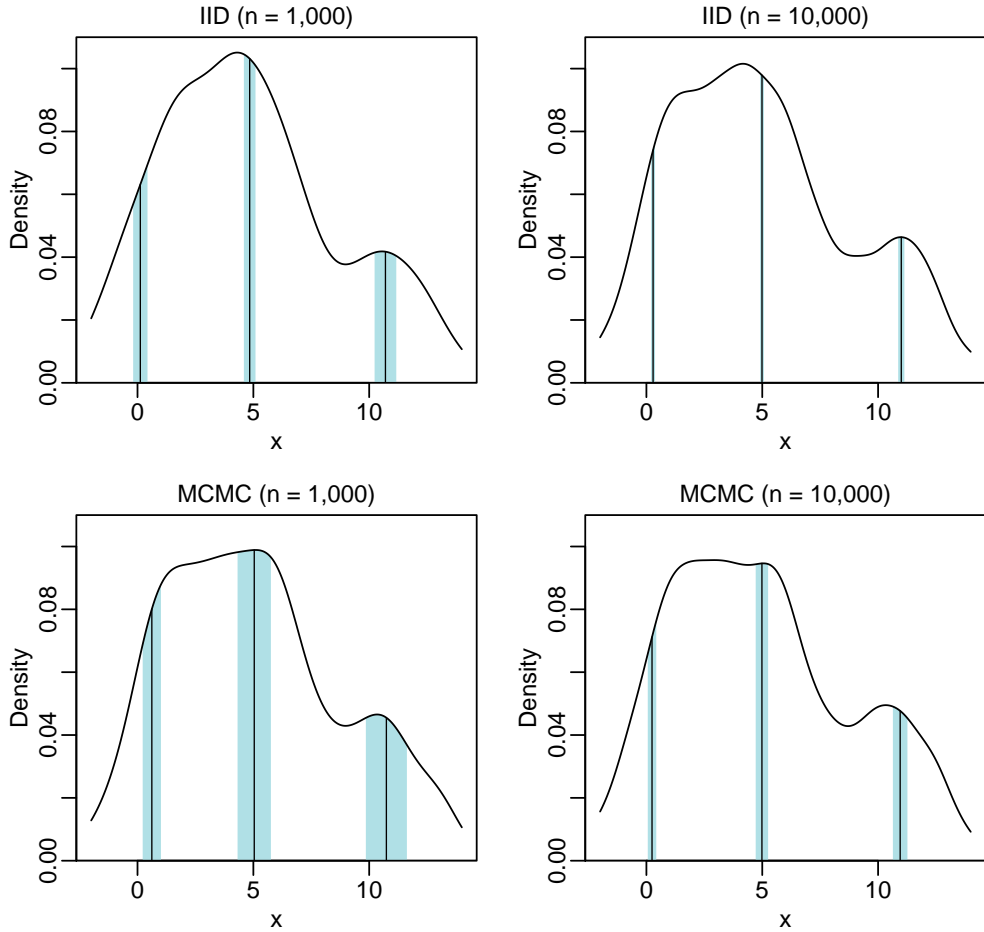 IID (n = 1,000)
Density
0.00
0.04
0.08
0
5
10
x
IID (n = 10,000)
Density
0.00
0.04
0.08
0
5
10
x
MCMC (n = 1,000)
Density
0.00
0.04
0.08
0
5
10
x
MCMC (n = 10,000)
Density
0.00
0.04
0.08
0
5
10
x